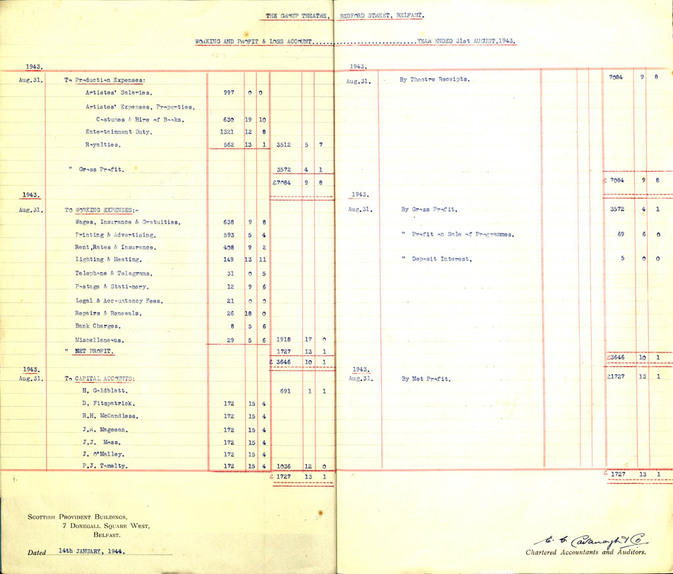 THE GROUP THEATRE, BEDFORD STREET, BELFAST.
WORKING AND PROFIT & LOSS ACCOUNT........................YEAR ENDED 31st AUGUST, 1943.
1943.
Aug.31. To Production Expenses:
Artistes' Salaries. 997 0 0
Artistes' Expenses, Properties,
Costumes & Hire of Books. 630 19 10
Entertainment Duty. 1321 12 8
Royalties. 562 13 1 3512 5 7
" Gross Profit. 3572 4 1
£7084 9 8
1943.
Aug.31. TO WORKING EXPENSES:-
Wages, Insurance & Gratuities. 638 9 8
Printing & Advertising. 593 5 4
Rent, Rates & Insurance. 408 9 2
Lighting & Heating. 149 13 11
Telephone & Telegrams. 31 0 5
Postage & Stationery. 12 9 6
Legal & Accountancy Fees. 21 0 0
Repairs & Renewals. 26 18 0
Bank Charges. 8 5 6
Miscellaneous. 29 5 6 1918 17 0
" NET PROFIT. 1727 13 1
£ 3646 10 1
1943.
Aug.31. To CAPITAL ACCOUNTS:
H. Goldblatt. 691 1 1
D. Fitzpatrick. 172 15 4
R.H. McCandless. 172 15 4
J.R. Mageean. 172 15 4
J.J. Moss. 172 15 4
J. O'Malley. 172 15 4
P.J. Tumelty. 172 15 4 1036 12 0
£ 1727 13 1
SCOTTISH PROVIDENT BUILDINGS,
7 DONEGALL SQUARE WEST,
BELFAST.
Dated 14th JANUARY, 1944.
1943.
Aug.31. By Theatre Receipts. 7084 9 8
£ 7084 9 8
1943.
Aug.31. By Gross Profit. 3572 4 1
" Profit on Sale of Programmes. 69 6 0
" Deposit Interest. 5 0 0
£3646 10 1
1943.
Aug.31. By Net Profit. £1727 13 1
£ 1727 13 1
Cavanagh & Co.
Chartered Accountants and Auditors.